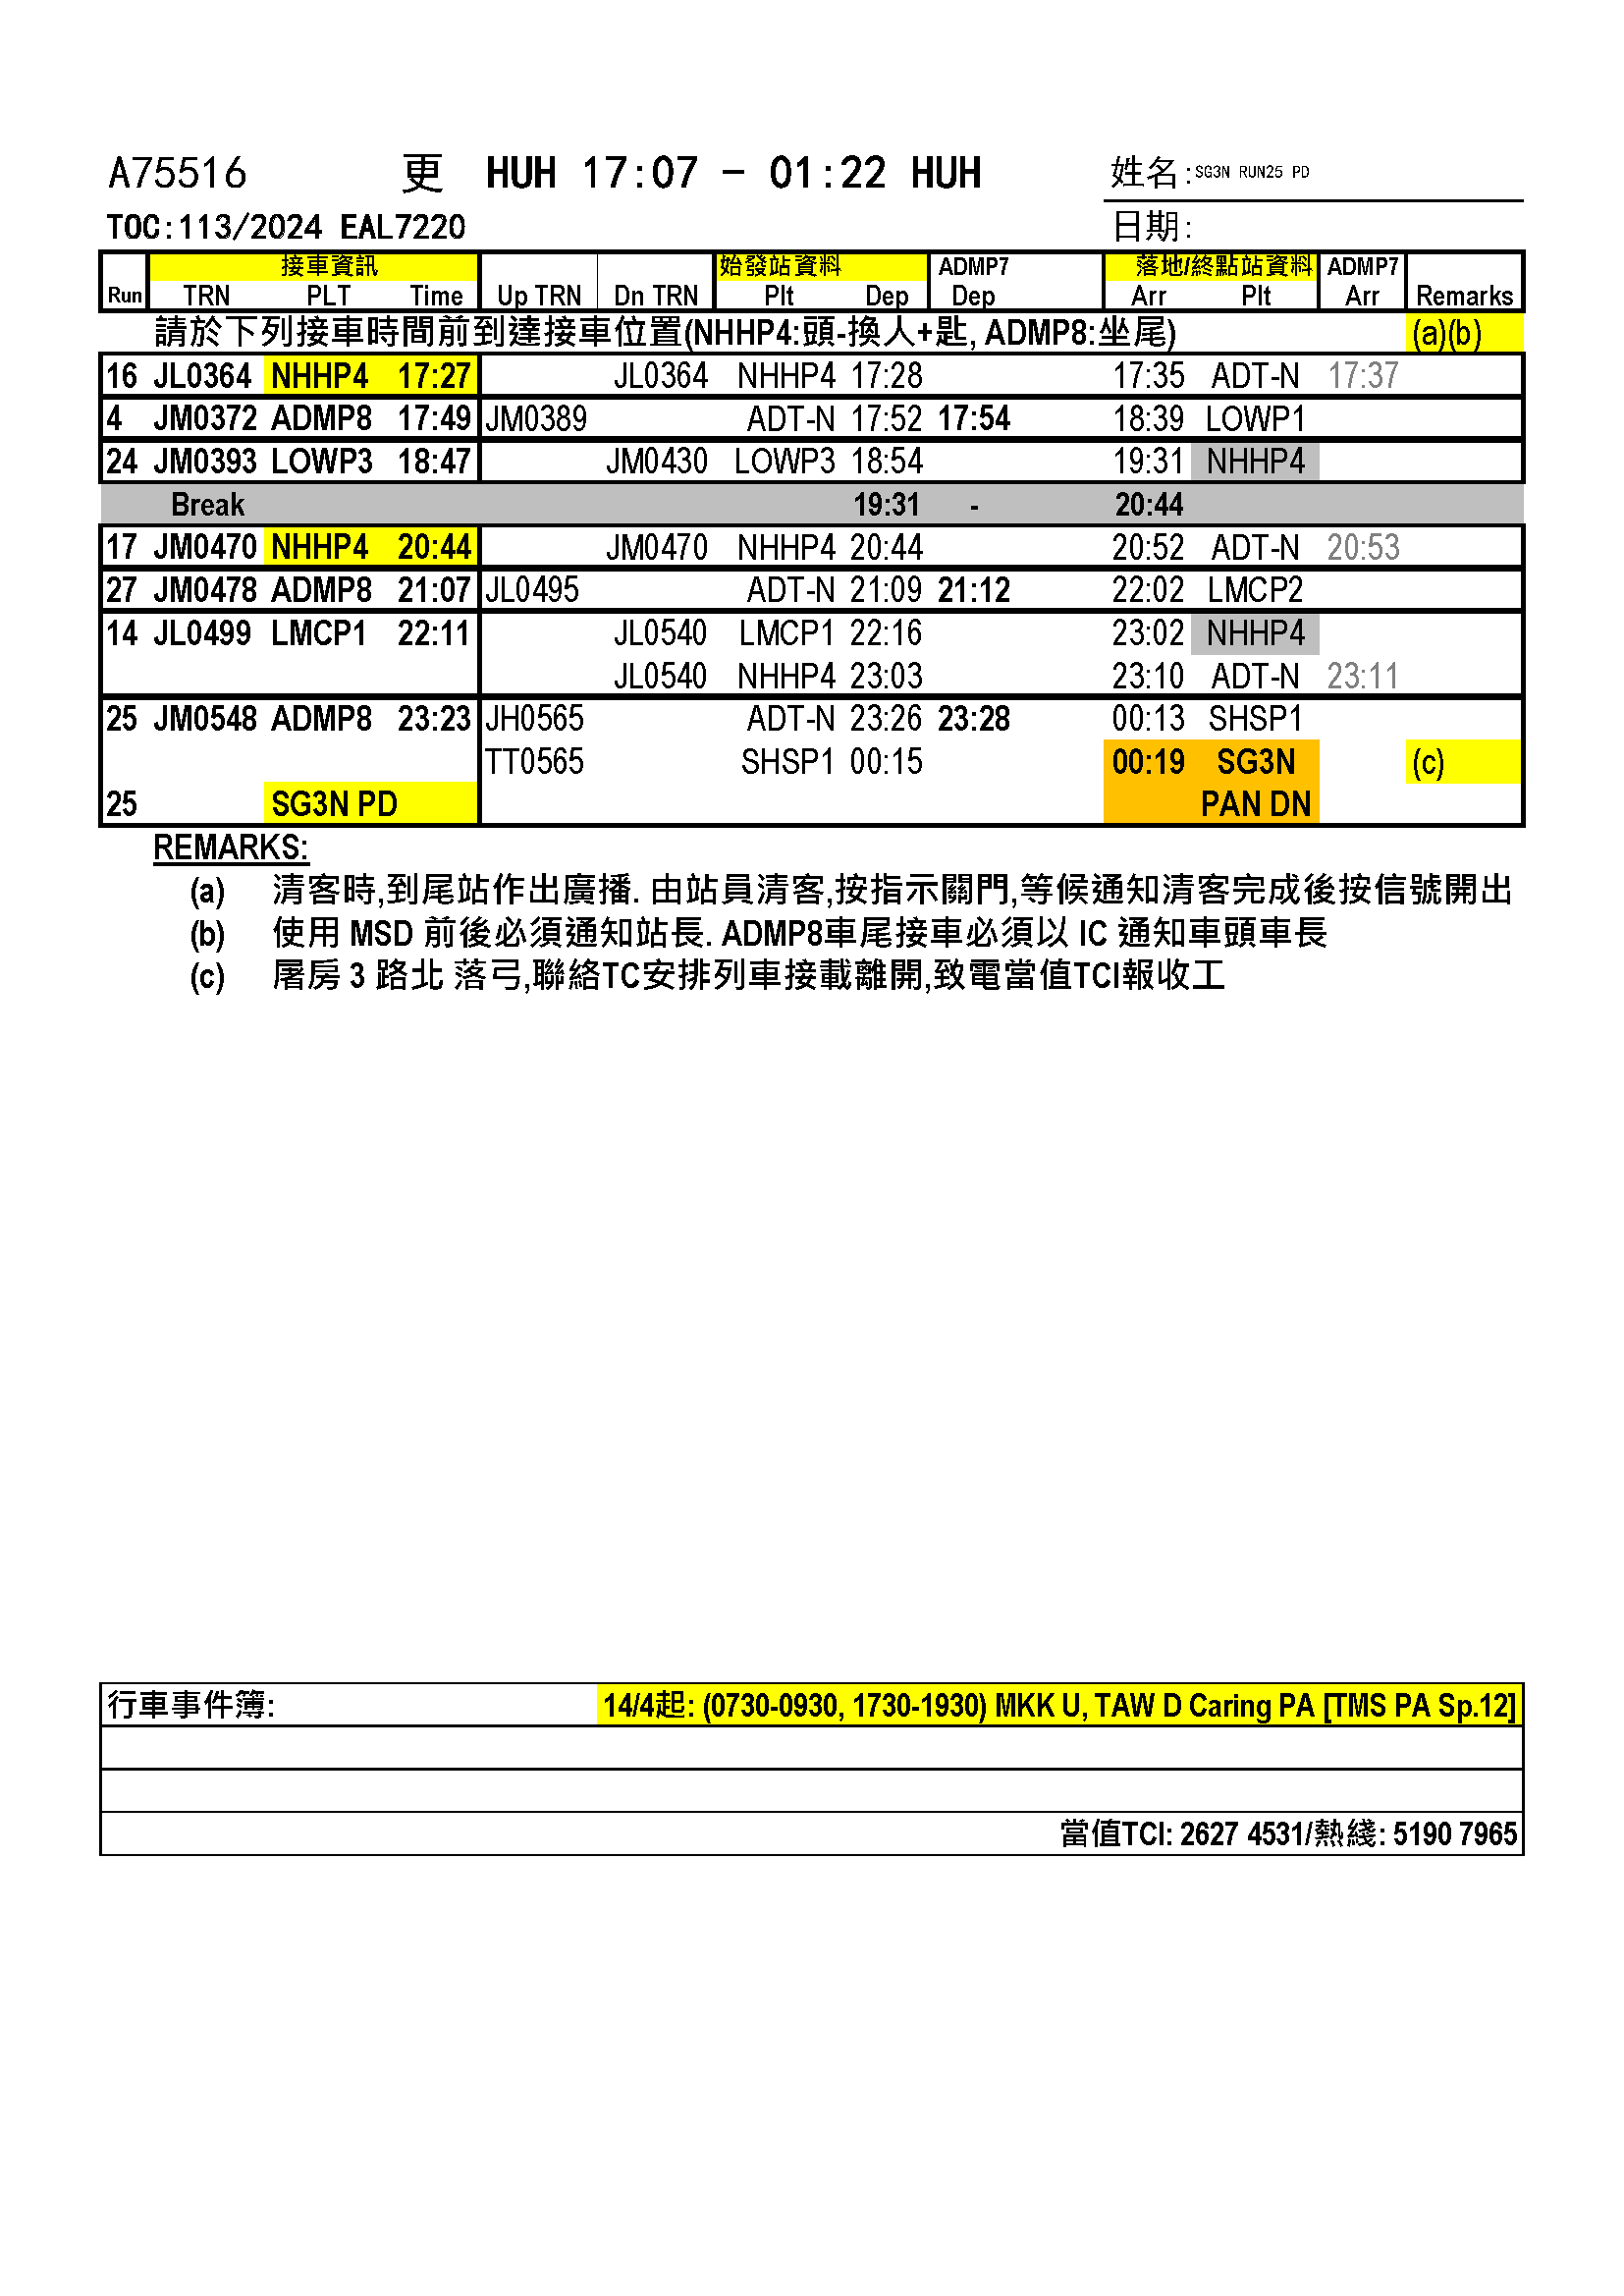 A75516 更 HUH 17:07 - 01:22 HUH 姓名:SG3N RUN25 PD
TOC:113/2024 EAL7220 日期:
接車資訊 始發站資料 ADMP7 落地/終點站資料 ADMP7
Run TRN PLT Time Up TRN Dn TRN Plt Dep Dep Arr Plt Arr Remarks
請於下列接車時間前到達接車位置(NHHP4:頭-換人+匙, ADMP8:坐尾) (a)(b)
16 JL0364 NHHP4 17:27 JL0364 NHHP4 17:28 17:35 ADT-N 17:37
4 JM0372 ADMP8 17:49 JM0389 ADT-N 17:52 17:54 18:39 LOWP1
24 JM0393 LOWP3 18:47 JM0430 LOWP3 18:54 19:31 NHHP4
Break 19:31 - 20:44
17 JM0470 NHHP4 20:44 JM0470 NHHP4 20:44 20:52 ADT-N 20:53
27 JM0478 ADMP8 21:07 JL0495 ADT-N 21:09 21:12 22:02 LMCP2
14 JL0499 LMCP1 22:11 JL0540 LMCP1 22:16 23:02 NHHP4
JL0540 NHHP4 23:03 23:10 ADT-N 23:11
25 JM0548 ADMP8 23:23 JH0565 ADT-N 23:26 23:28 00:13 SHSP1
TT0565 SHSP1 00:15 00:19 SG3N (c)
25 SG3N PD PAN DN
REMARKS:
(a) 清客時,到尾站作出廣播. 由站員清客,按指示關門,等候通知清客完成後按信號開出
(b) 使用 MSD 前後必須通知站長. ADMP8車尾接車必須以 IC 通知車頭車長
(c) 屠房 3 路北 落弓,聯絡TC安排列車接載離開,致電當值TCI報收工
行車事件簿: 14/4起: (0730-0930, 1730-1930) MKK U, TAW D Caring PA [TMS PA Sp.12]
當值TCI: 2627 4531/熱綫: 5190 7965